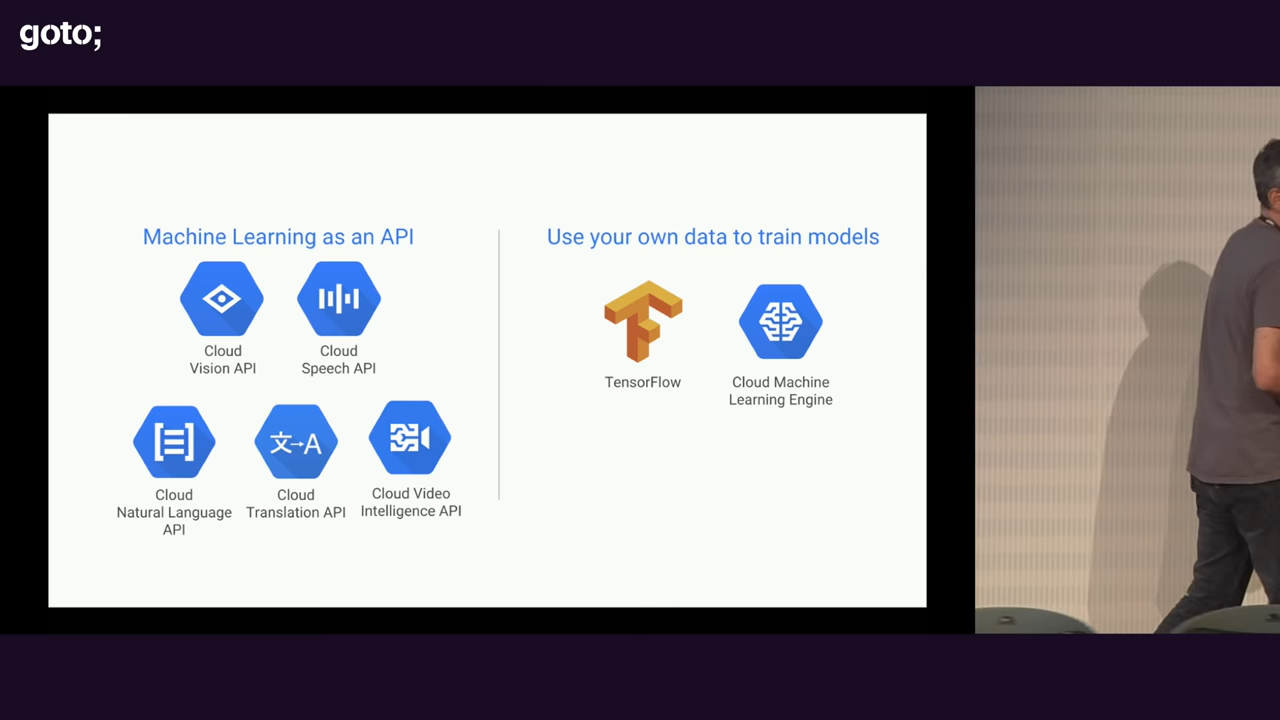 goto;
Machine Learning as an API
Cloud
Vision API
Cloud
Speech API
Cloud
Natural Language
API
文→A
Cloud
Translation API
Cloud Video
Intelligence API
Use your own data to train models
TensorFlow
Cloud Machine
Learning Engine